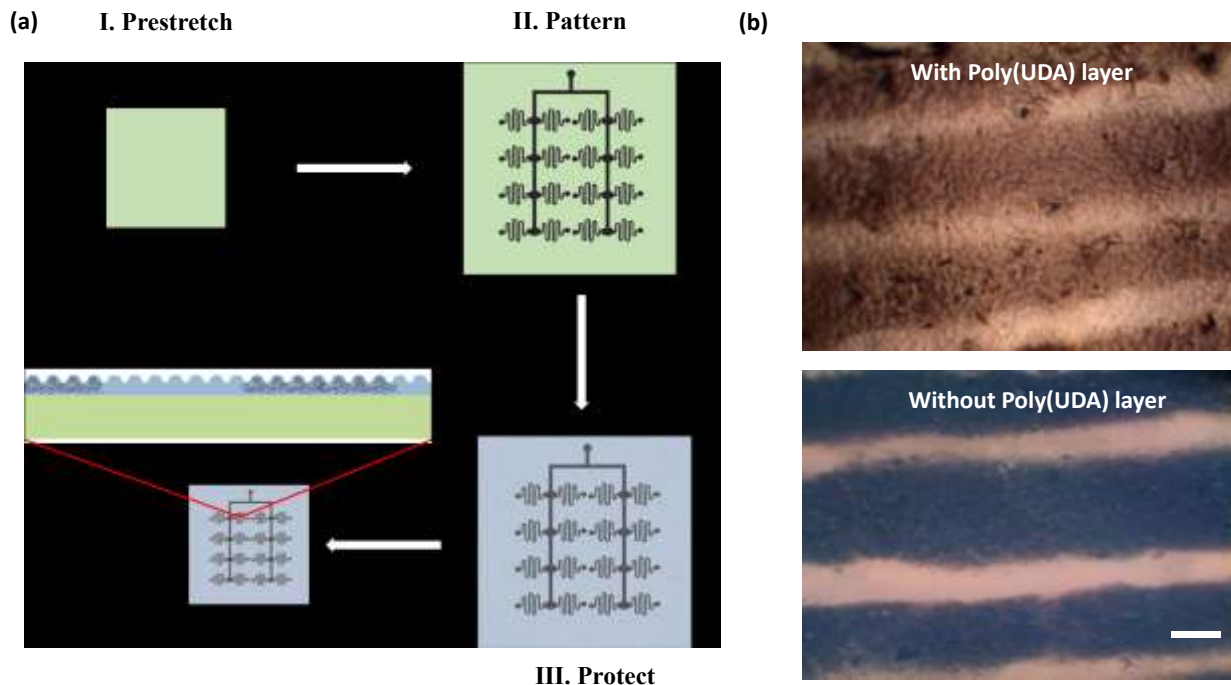 (a)
I. Prestretch
II. Pattern
(b)
With Poly(UDA) layer
Without Poly(UDA) layer
III. Protect